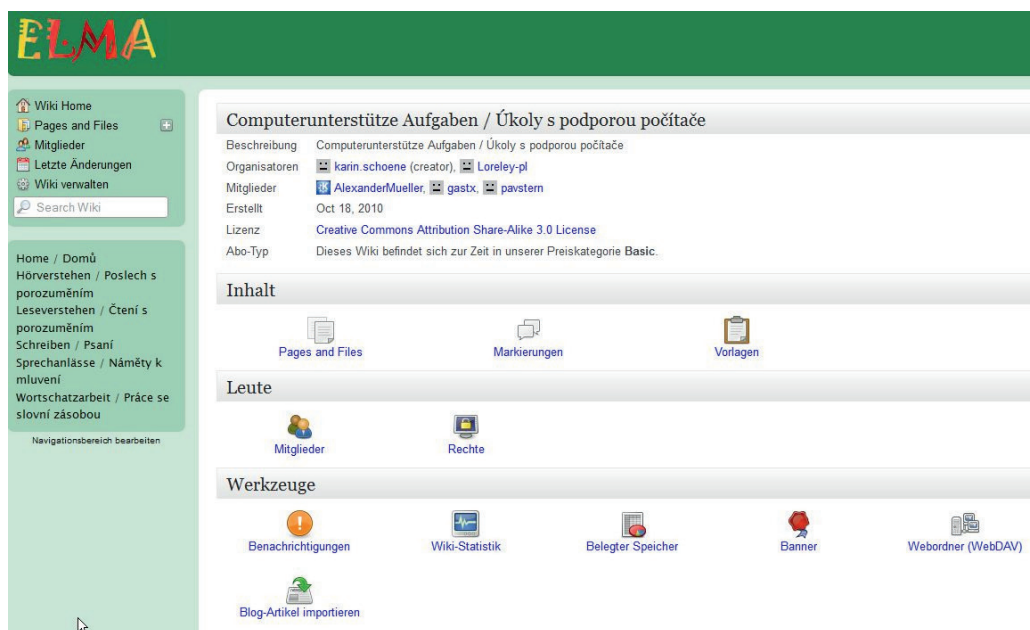 ELMA
Wiki Home
Pages and Files
Mitglieder
Letzte Änderungen
Wiki verwalten
Search Wiki
Home / Domů
Hörverstehen / Poslech s
porozuměním
Leseverstehen / Čtení s
porozuměním
Schreiben / Psaní
Sprechanlässe / Náměty k
mluvení
Wortschatzarbeit / Práce se
slovní zásobou
Navigationsbereich bearbeiten
Computerunterstütze Aufgaben / Úkoly s podporou počítače
Beschreibung Computerunterstütze Aufgaben / Úkoly s podporou počítače
Organisatoren karin.schoene (creator), Loreley-pl
Mitglieder AlexanderMueller, gastx, pavstern
Erstellt Oct 18, 2010
Lizenz Creative Commons Attribution Share-Alike 3.0 License
Abo-Typ Dieses Wiki befindet sich zur Zeit in unserer Preiskategorie Basic.
Inhalt
Pages and Files Markierungen Vorlagen
Leute
Mitglieder Rechte
Werkzeuge
Benachrichtigungen Wiki-Statistik Belegter Speicher Banner Webordner (WebDAV)
Blog-Artikel importieren